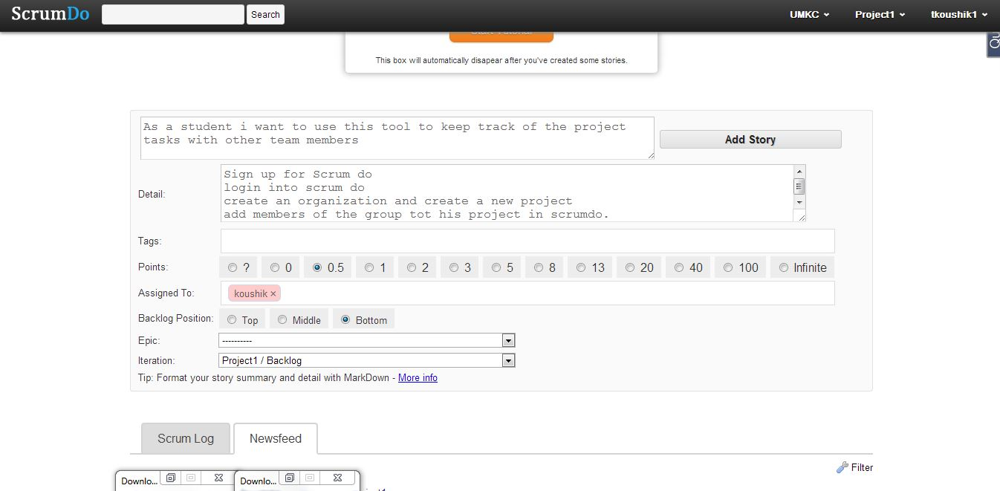 ScrumDo
Search
UMKC
Project1
tkoushik1
Start Tutorial
This box will automatically disapear after you've created some stories.
As a student i want to use this tool to keep track of the project
tasks with other team members
Add Story
Detail:
Sign up for Scrum do
login into scrum do
create an organization and create a new project
add members of the group tot his project in scrumdo.
Tags:
Points: ? 0 0.5 1 2 3 5 8 13 20 40 100 Infinite
Assigned To: koushik ×
Backlog Position: Top Middle Bottom
Epic: ----------
Iteration: Project1 / Backlog
Tip: Format your story summary and detail with MarkDown - More info
Scrum Log
Newsfeed
Filter
Downlo...
Downlo...